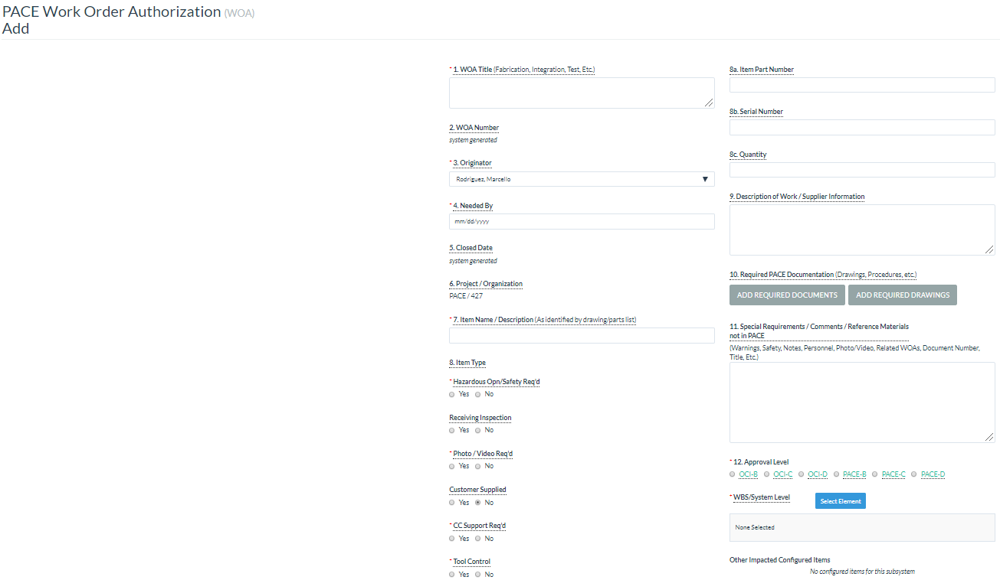 PACE Work Order Authorization (WOA)
Add
* 1. WOA Title (Fabrication, Integration, Test, Etc.)
2. WOA Number
system generated
* 3. Originator
Rodriguez, Marcello
* 4. Needed By
mm/dd/yyyy
5. Closed Date
system generated
6. Project / Organization
PACE / 427
* 7. Item Name / Description (As identified by drawing/parts list)
8. Item Type
* Hazardous Opn/Safety Req'd
Yes No
Receiving Inspection
Yes No
* Photo / Video Req'd
Yes No
Customer Supplied
Yes No
* CC Support Req'd
Yes No
* Tool Control
Yes No
8a. Item Part Number
8b. Serial Number
8c. Quantity
9. Description of Work / Supplier Information
10. Required PACE Documentation (Drawings, Procedures, etc.)
ADD REQUIRED DOCUMENTS ADD REQUIRED DRAWINGS
11. Special Requirements / Comments / Reference Materials
not in PACE
(Warnings, Safety, Notes, Personnel, Photo/Video, Related WOAs, Document Number,
Title, Etc.)
* 12. Approval Level
OCI-B OCI-C OCI-D PACE-B PACE-C PACE-D
* WBS/System Level Select Element
None Selected
Other Impacted Configured Items
No configured items for this subsystem